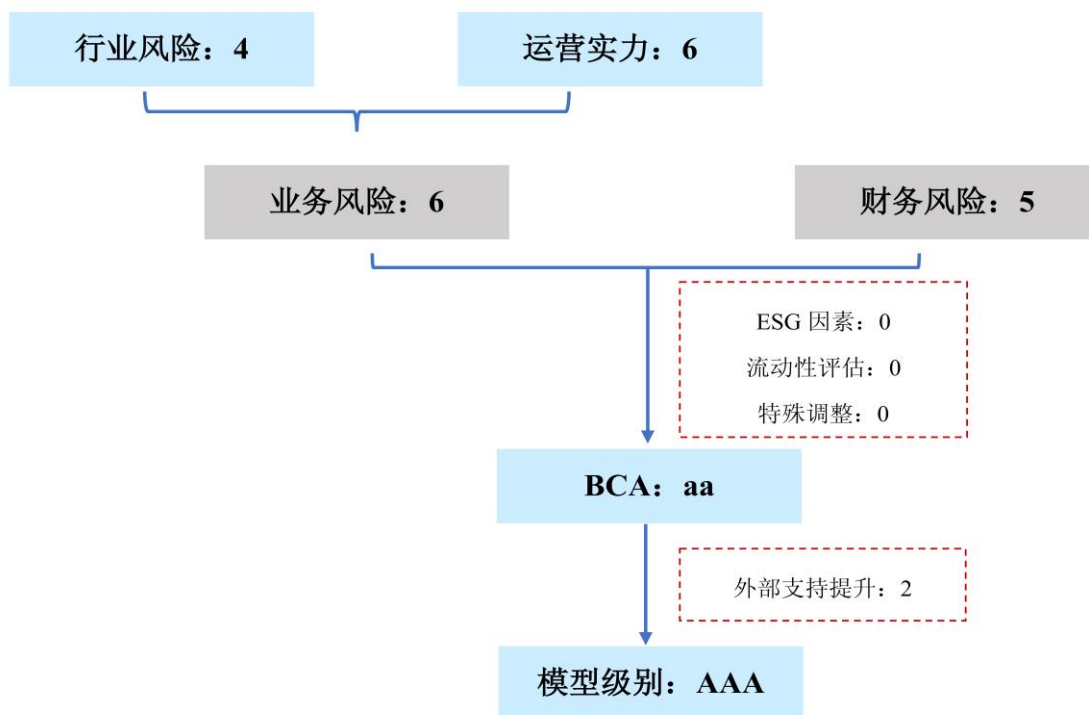 行业风险：4
运营实力：6
业务风险：6
财务风险：5
ESG 因素：0
流动性评估：0
特殊调整：0
BCA：aa
外部支持提升：2
模型级别：AAA